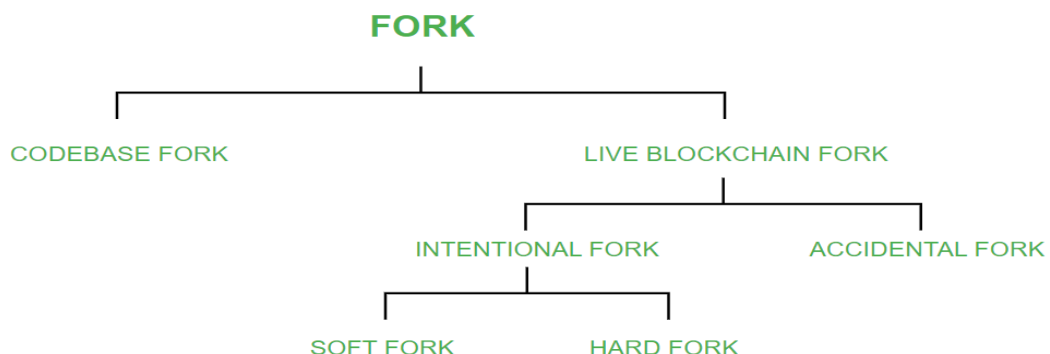 FORK
CODEBASE FORK
LIVE BLOCKCHAIN FORK
INTENTIONAL FORK
ACCIDENTAL FORK
SOFT FORK
HARD FORK